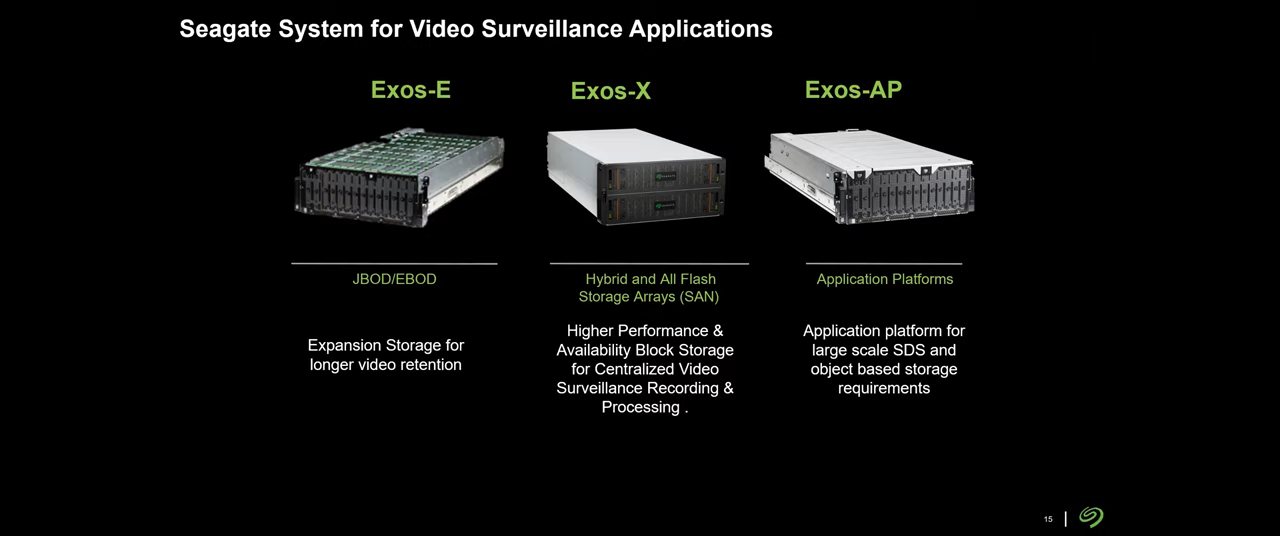 Seagate System for Video Surveillance Applications
Exos-E
Exos-X
Exos-AP
JBOD/EBOD
Expansion Storage for
longer video retention
Hybrid and All Flash
Storage Arrays (SAN)
Higher Performance &
Availability Block Storage
for Centralized Video
Surveillance Recording &
Processing .
Application Platforms
Application platform for
large scale SDS and
object based storage
requirements
15